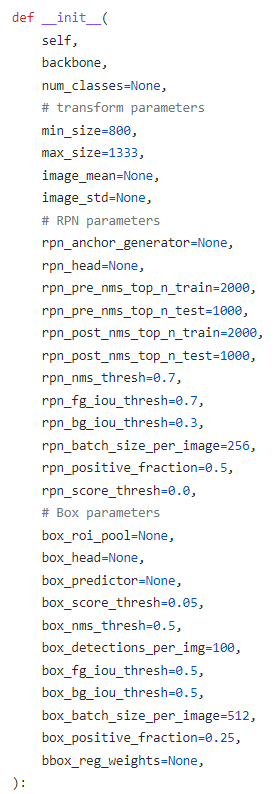 def __init__(
    self,
    backbone,
    num_classes=None,
    # transform parameters
    min_size=800,
    max_size=1333,
    image_mean=None,
    image_std=None,
    # RPN parameters
    rpn_anchor_generator=None,
    rpn_head=None,
    rpn_pre_nms_top_n_train=2000,
    rpn_pre_nms_top_n_test=1000,
    rpn_post_nms_top_n_train=2000,
    rpn_post_nms_top_n_test=1000,
    rpn_nms_thresh=0.7,
    rpn_fg_iou_thresh=0.7,
    rpn_bg_iou_thresh=0.3,
    rpn_batch_size_per_image=256,
    rpn_positive_fraction=0.5,
    rpn_score_thresh=0.0,
    # Box parameters
    box_roi_pool=None,
    box_head=None,
    box_predictor=None,
    box_score_thresh=0.05,
    box_nms_thresh=0.5,
    box_detections_per_img=100,
    box_fg_iou_thresh=0.5,
    box_bg_iou_thresh=0.5,
    box_batch_size_per_image=512,
    box_positive_fraction=0.25,
    bbox_reg_weights=None,
):